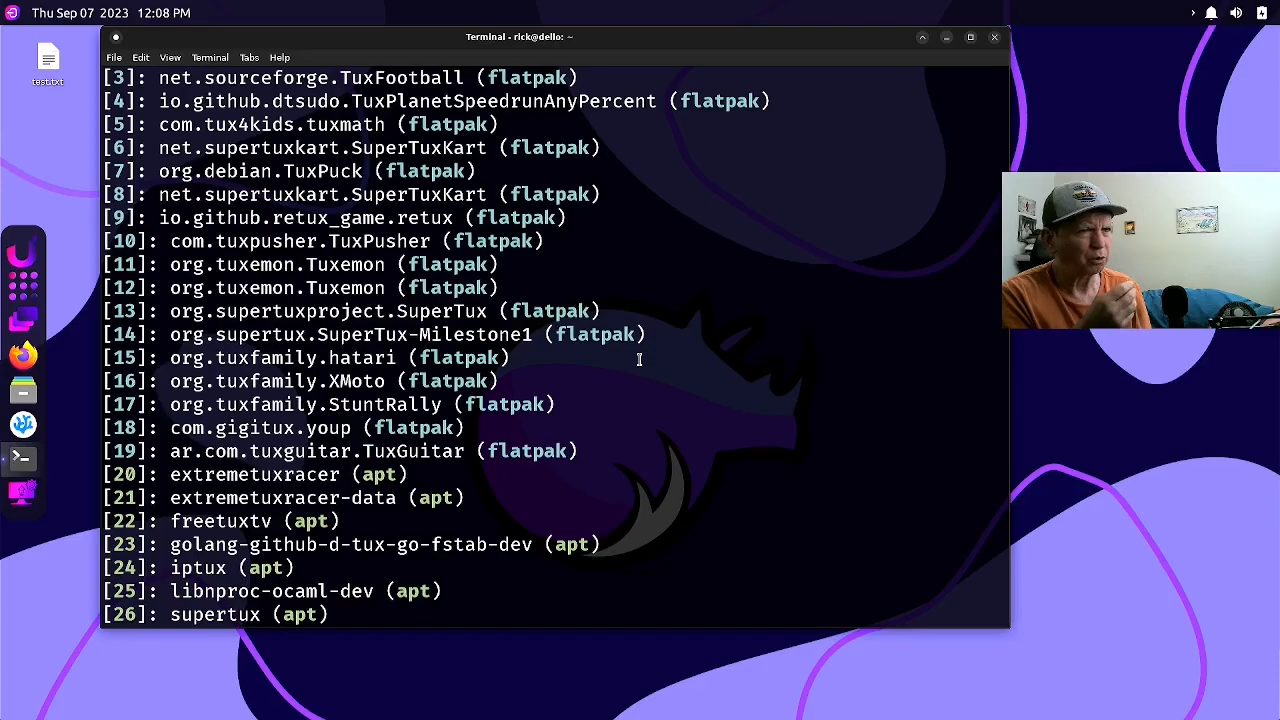 Thu Sep 07 2023 12:08 PM
test.txt
Terminal - rick@dello: ~
File Edit View Terminal Tabs Help
[3]: net.sourceforge.TuxFootball (flatpak)
[4]: io.github.dtsudo.TuxPlanetSpeedrunAnyPercent (flatpak)
[5]: com.tux4kids.tuxmath (flatpak)
[6]: net.supertuxkart.SuperTuxKart (flatpak)
[7]: org.debian.TuxPuck (flatpak)
[8]: net.supertuxkart.SuperTuxKart (flatpak)
[9]: io.github.retux_game.retux (flatpak)
[10]: com.tuxpusher.TuxPusher (flatpak)
[11]: org.tuxemon.Tuxemon (flatpak)
[12]: org.tuxemon.Tuxemon (flatpak)
[13]: org.supertuxproject.SuperTux (flatpak)
[14]: org.supertux.SuperTux-Milestone1 (flatpak)
[15]: org.tuxfamily.hatari (flatpak)
[16]: org.tuxfamily.XMoto (flatpak)
[17]: org.tuxfamily.StuntRally (flatpak)
[18]: com.gigitux.youp (flatpak)
[19]: ar.com.tuxguitar.TuxGuitar (flatpak)
[20]: extremetuxracer (apt)
[21]: extremetuxracer-data (apt)
[22]: freetuxtv (apt)
[23]: golang-github-d-tux-go-fstab-dev (apt)
[24]: iptux (apt)
[25]: libnproc-ocaml-dev (apt)
[26]: supertux (apt)